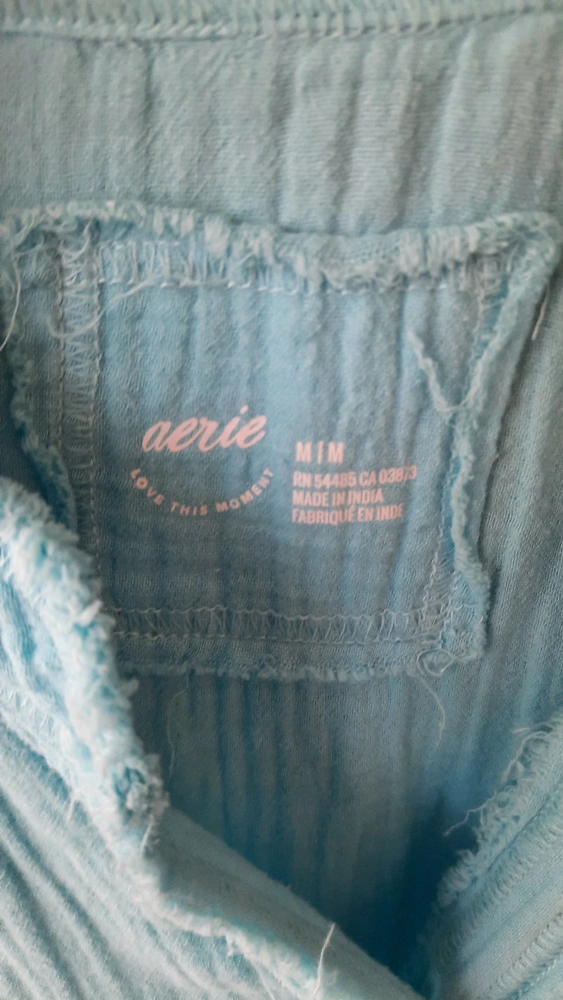 aerie
LOVE THIS MOMENT
M | M
RN 54485 CA 03873
MADE IN INDIA
FABRIQUÉ EN INDE